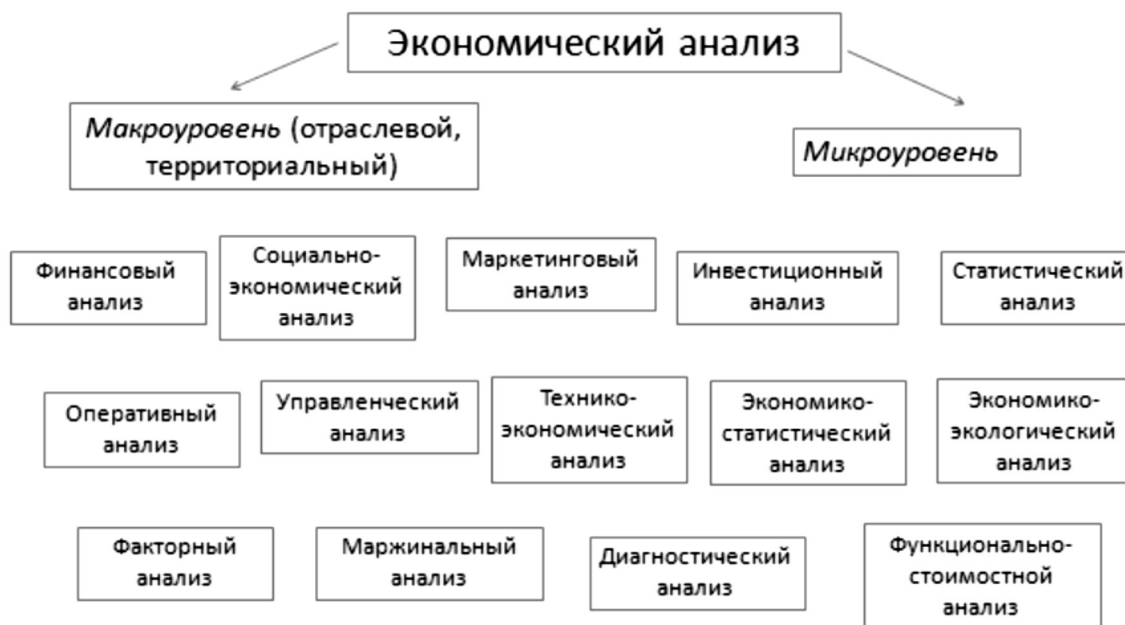 Экономический анализ
Макроуровень (отраслевой,
территориальный)
Микроуровень
Финансовый
анализ
Социально-
экономический
анализ
Маркетинговый
анализ
Инвестиционный
анализ
Статистический
анализ
Оперативный
анализ
Управленческий
анализ
Технико-
экономический
анализ
Экономико-
статистический
анализ
Экономико-
экологический
анализ
Факторный
анализ
Маржинальный
анализ
Диагностический
анализ
Функционально-
стоимостной
анализ